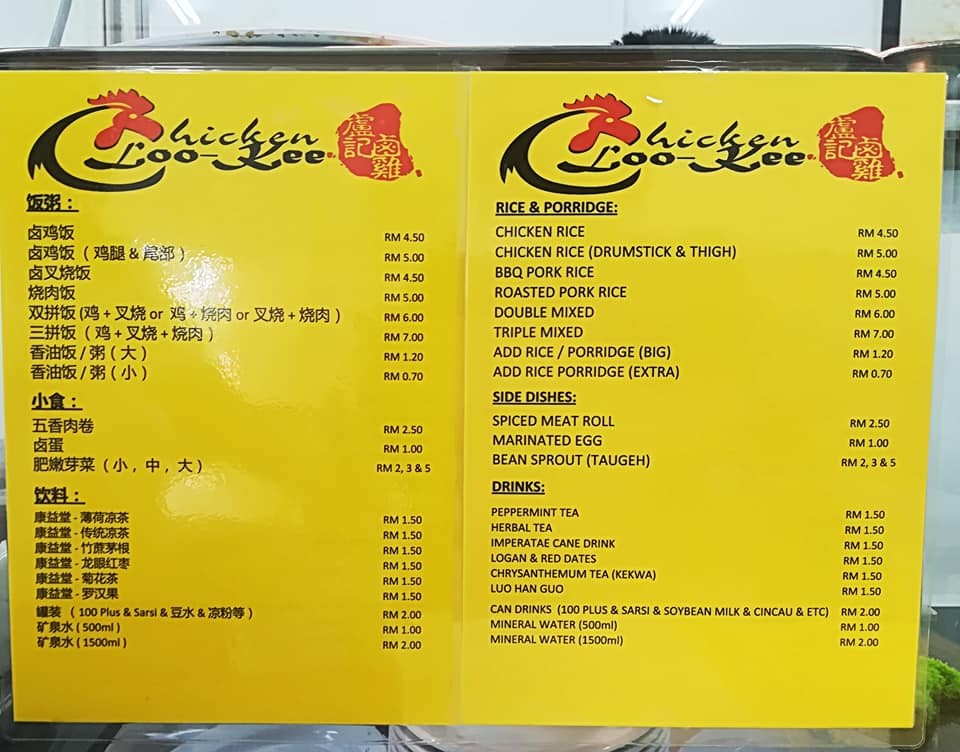 Chicken
Loo-Kee
盧記
卤雞
饭粥：
卤鸡饭 RM 4.50
卤鸡饭（鸡腿 & 尾部） RM 5.00
卤叉烧饭 RM 4.50
烧肉饭 RM 5.00
双拼饭 (鸡 + 叉烧 or 鸡 + 烧肉 or 叉烧 + 烧肉） RM 6.00
三拼饭（鸡 + 叉烧 + 烧肉） RM 7.00
香油饭 / 粥（大） RM 1.20
香油饭 / 粥（小） RM 0.70
小食：
五香肉卷 RM 2.50
卤蛋 RM 1.00
肥嫩芽菜（小，中，大） RM 2, 3 & 5
饮料：
康益堂 - 薄荷凉茶 RM 1.50
康益堂 - 传统凉茶 RM 1.50
康益堂 - 竹蔗茅根 RM 1.50
康益堂 - 龙眼红枣 RM 1.50
康益堂 - 菊花茶 RM 1.50
康益堂 - 罗汉果 RM 1.50
罐装（100 Plus & Sarsi & 豆水 & 凉粉等） RM 2.00
矿泉水 ( 500ml ) RM 1.00
矿泉水 ( 1500ml ) RM 2.00
Chicken
Loo-Kee
盧記
卤雞
RICE & PORRIDGE:
CHICKEN RICE RM 4.50
CHICKEN RICE (DRUMSTICK & THIGH) RM 5.00
BBQ PORK RICE RM 4.50
ROASTED PORK RICE RM 5.00
DOUBLE MIXED RM 6.00
TRIPLE MIXED RM 7.00
ADD RICE / PORRIDGE (BIG) RM 1.20
ADD RICE PORRIDGE (EXTRA) RM 0.70
SIDE DISHES:
SPICED MEAT ROLL RM 2.50
MARINATED EGG RM 1.00
BEAN SPROUT (TAUGEH) RM 2, 3 & 5
DRINKS:
PEPPERMINT TEA RM 1.50
HERBAL TEA RM 1.50
IMPERATAE CANE DRINK RM 1.50
LOGAN & RED DATES RM 1.50
CHRYSANTHEMUM TEA (KEKWA) RM 1.50
LUO HAN GUO RM 1.50
CAN DRINKS (100 PLUS & SARSI & SOYBEAN MILK & CINCAU & ETC) RM 2.00
MINERAL WATER (500ml) RM 1.00
MINERAL WATER (1500ml) RM 2.00